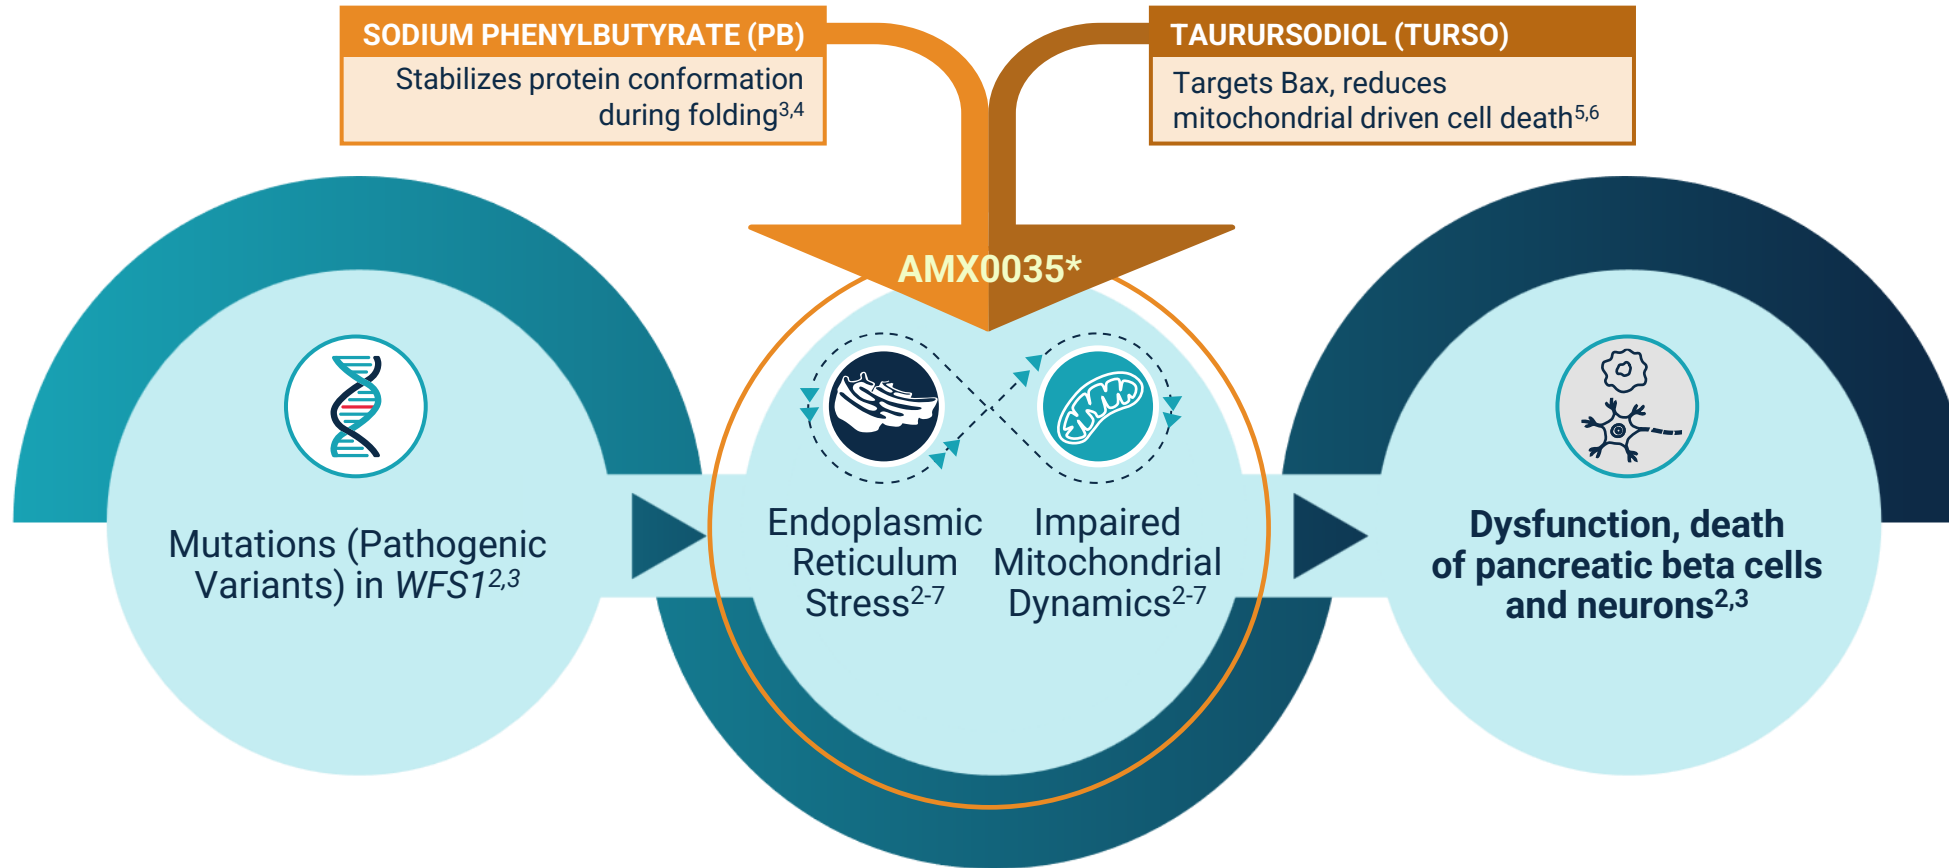 SODIUM PHENYLBUTYRATE (PB)
Stabilizes protein conformation
during folding3,4
TAURURSODIOL (TURSO)
Targets Bax, reduces
mitochondrial driven cell death5,6
AMX0035*
Mutations (Pathogenic
Variants) in WFS12,3
Endoplasmic
Reticulum
Stress2-7
Impaired
Mitochondrial
Dynamics2-7
Dysfunction, death
of pancreatic beta cells
and neurons2,3